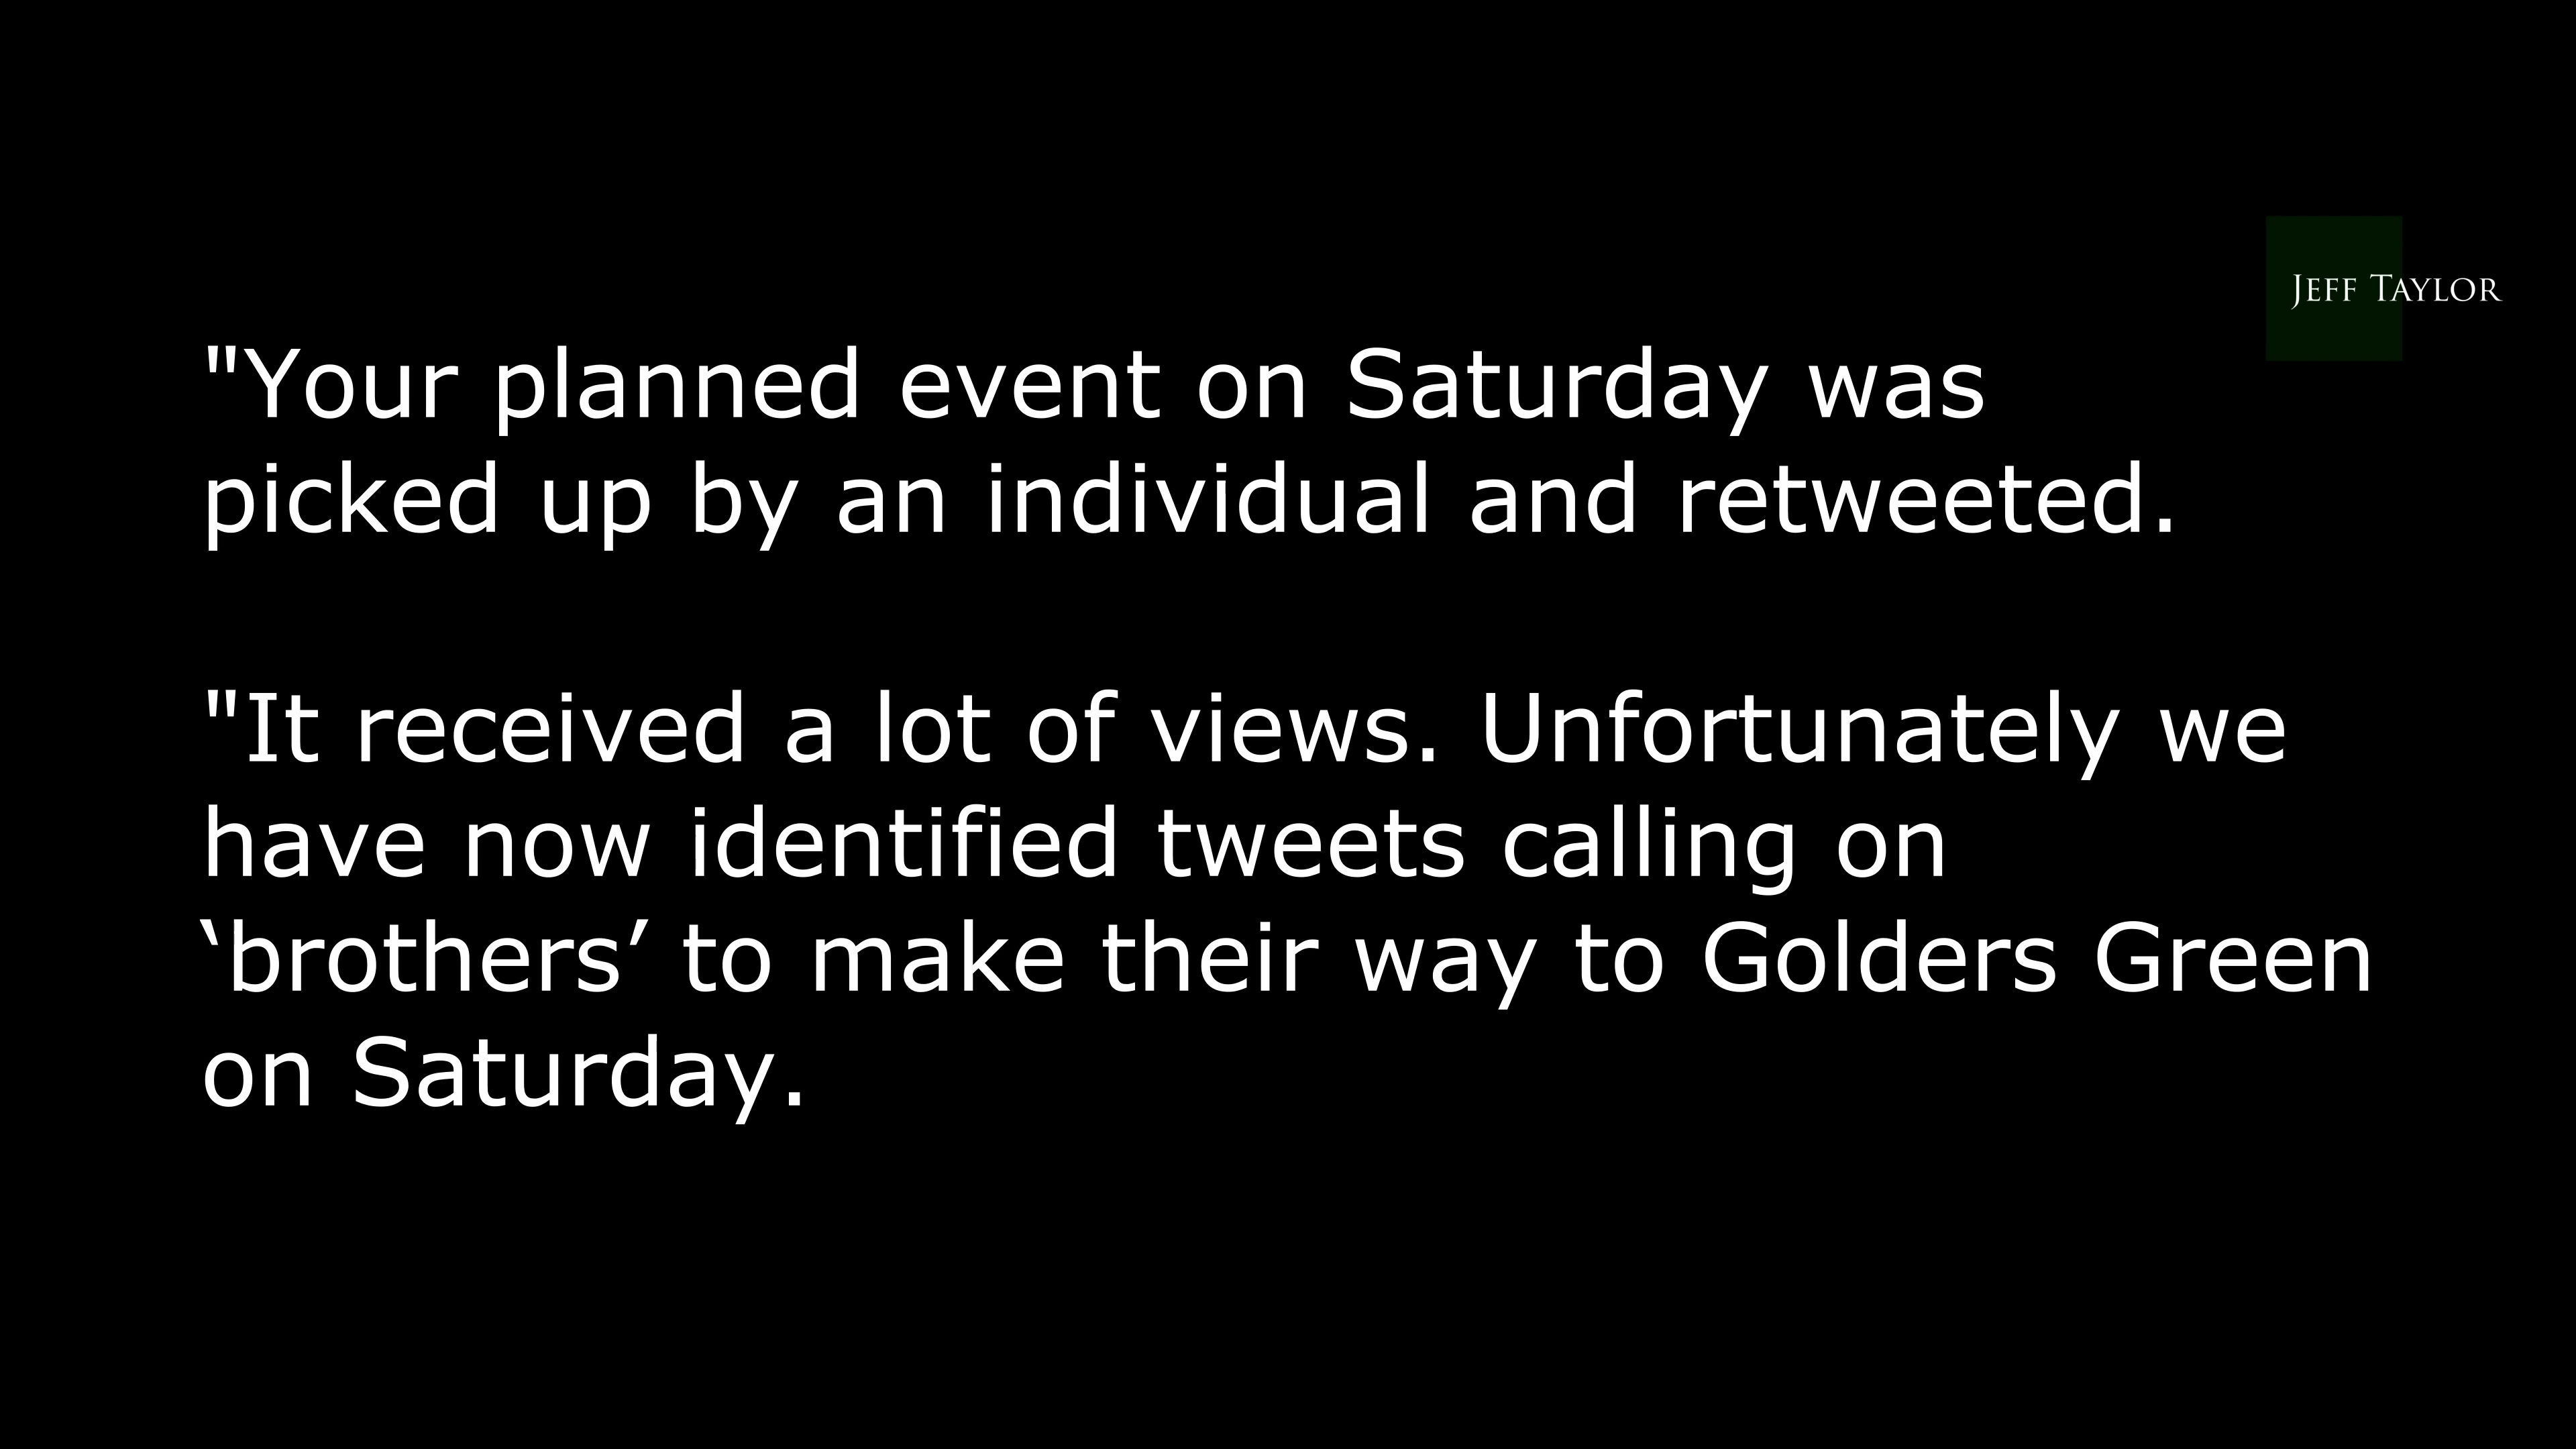 JEFF TAYLOR
"Your planned event on Saturday was
picked up by an individual and retweeted.
"It received a lot of views. Unfortunately we
have now identified tweets calling on
‘brothers’ to make their way to Golders Green
on Saturday.